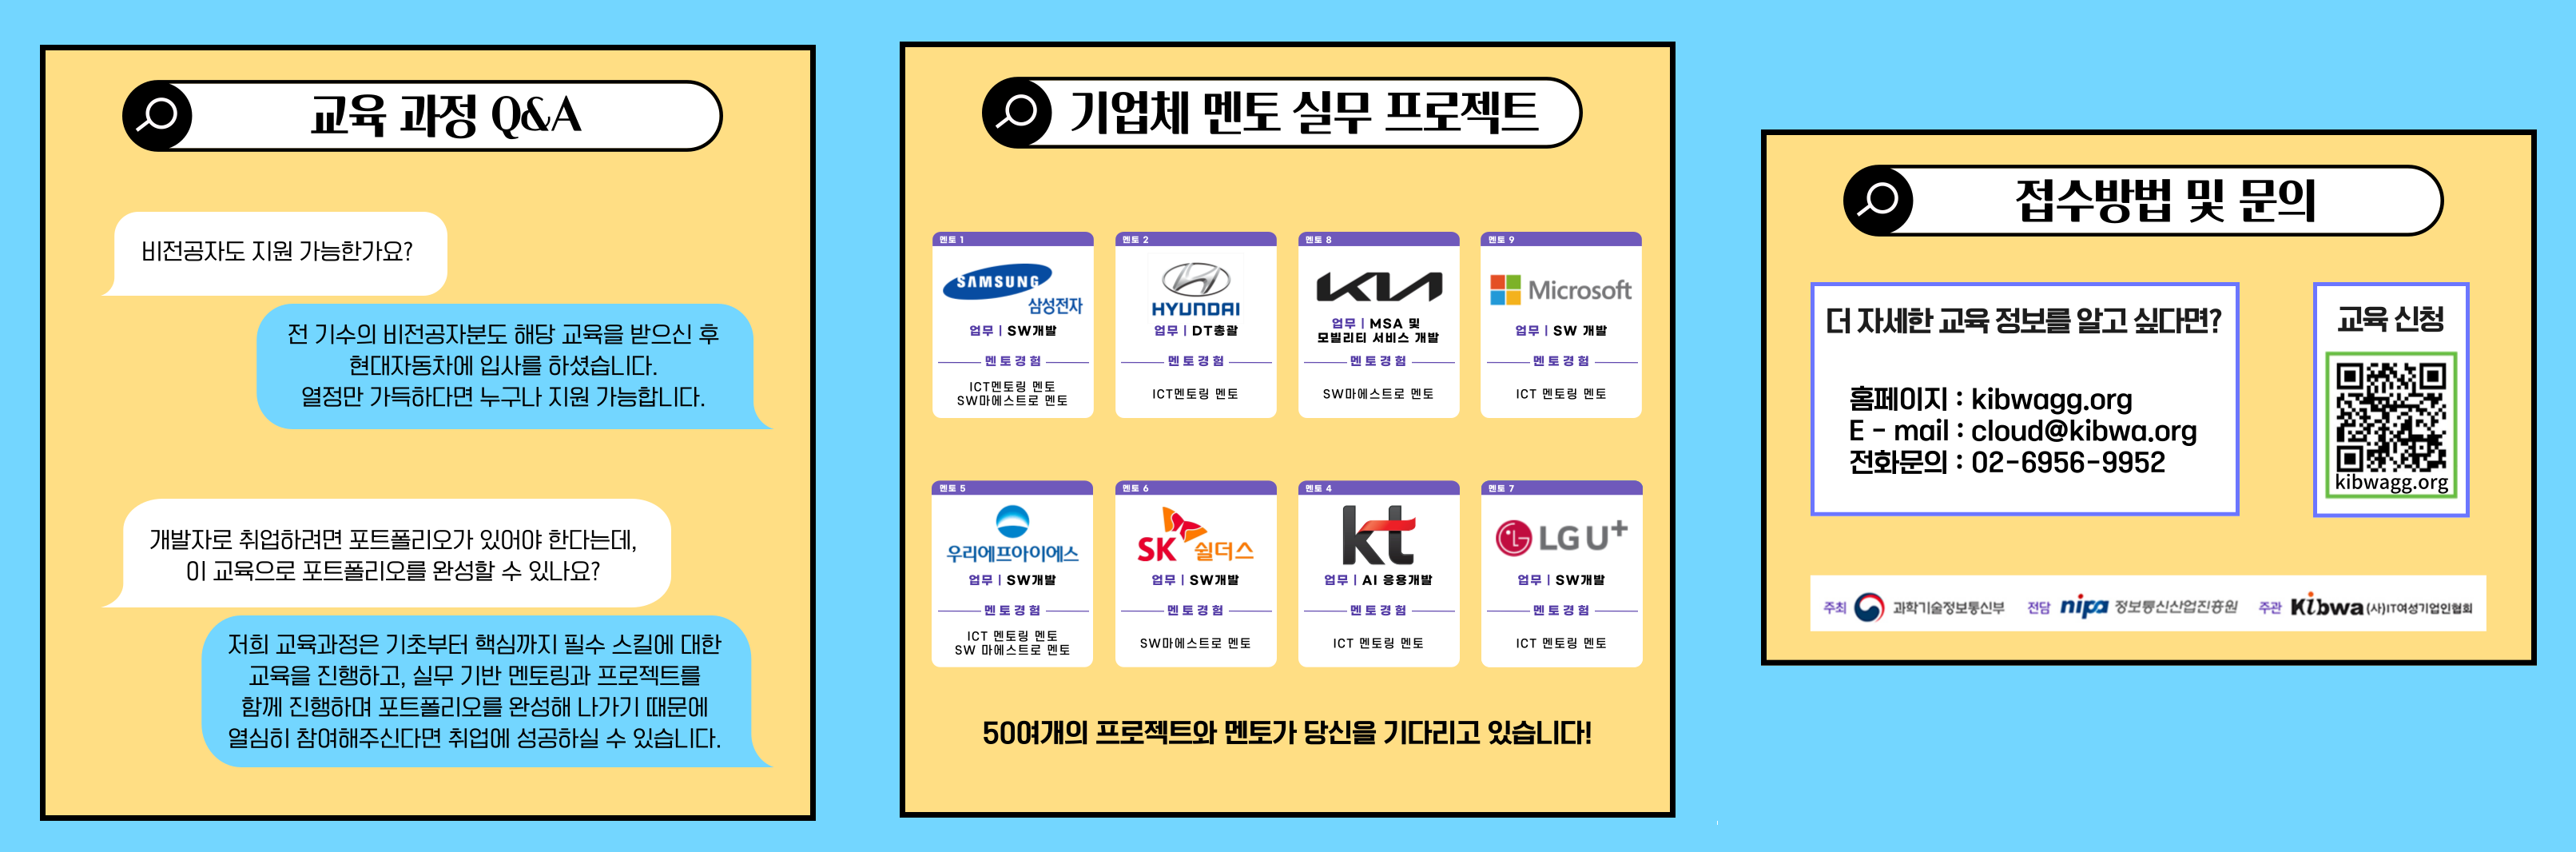 교육 과정 Q&A
비전공자도 지원 가능한가요?
전 기수의 비전공자분도 해당 교육을 받으신 후
현대자동차에 입사를 하셨습니다.
열정만 가득하다면 누구나 지원 가능합니다.
개발자로 취업하려면 포트폴리오가 있어야 한다는데,
이 교육으로 포트폴리오를 완성할 수 있나요?
저희 교육과정은 기초부터 핵심까지 필수 스킬에 대한
교육을 진행하고, 실무 기반 멘토링과 프로젝트를
함께 진행하며 포트폴리오를 완성해 나가기 때문에
열심히 참여해주신다면 취업에 성공하실 수 있습니다.
기업체 멘토 실무 프로젝트
멘토 1
SAMSUNG
삼성전자
업무 | SW개발
멘토경험
ICT멘토링 멘토
SW마에스트로 멘토
멘토 2
HYUNDAI
업무 | DT총괄
멘토경험
ICT멘토링 멘토
멘토 8
KIA
업무 | MSA 및
모빌리티 서비스 개발
멘토경험
SW마에스트로 멘토
멘토 9
Microsoft
업무 | SW 개발
멘토경험
ICT 멘토링 멘토
멘토 5
우리에프아이에스
업무 | SW개발
멘토경험
ICT 멘토링 멘토
SW 마에스트로 멘토
멘토 6
SK 쉴더스
업무 | SW개발
멘토경험
SW마에스트로 멘토
멘토 4
kt
업무 | AI 응용개발
멘토경험
ICT 멘토링 멘토
멘토 7
LG U+
업무 | SW개발
멘토경험
ICT 멘토링 멘토
50여개의 프로젝트와 멘토가 당신을 기다리고 있습니다!
접수방법 및 문의
더 자세한 교육 정보를 알고 싶다면?
홈페이지 : kibwagg.org
E - mail : cloud@kibwa.org
전화문의 : 02-6956-9952
교육 신청
kibwagg.org
주최 과학기술정보통신부 전담 nipa 정보통신산업진흥원 주관 Kibwa (사)IT여성기업인협회